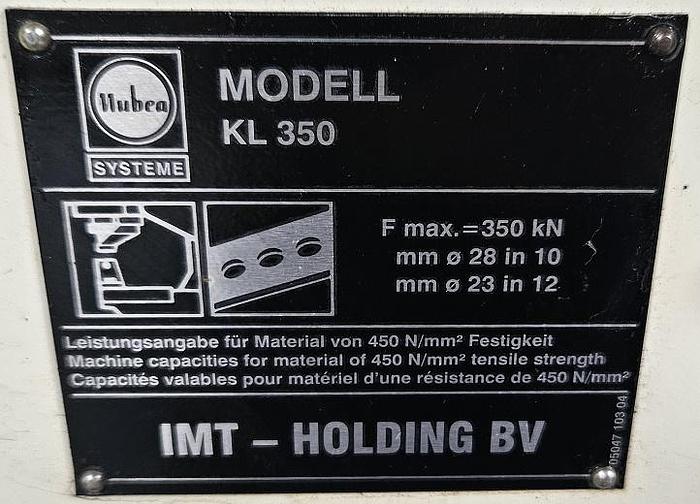 Nubea
SYSTEME
MODELL
KL 350
F max.=350 kN
mm ø 28 in 10
mm ø 23 in 12
Leistungsangabe für Material von 450 N/mm² Festigkeit
Machine capacities for material of 450 N/mm² tensile strength
Capacités valables pour matériel d'une résistance de 450 N/mm²
IMT – HOLDING BV
05047 103 04